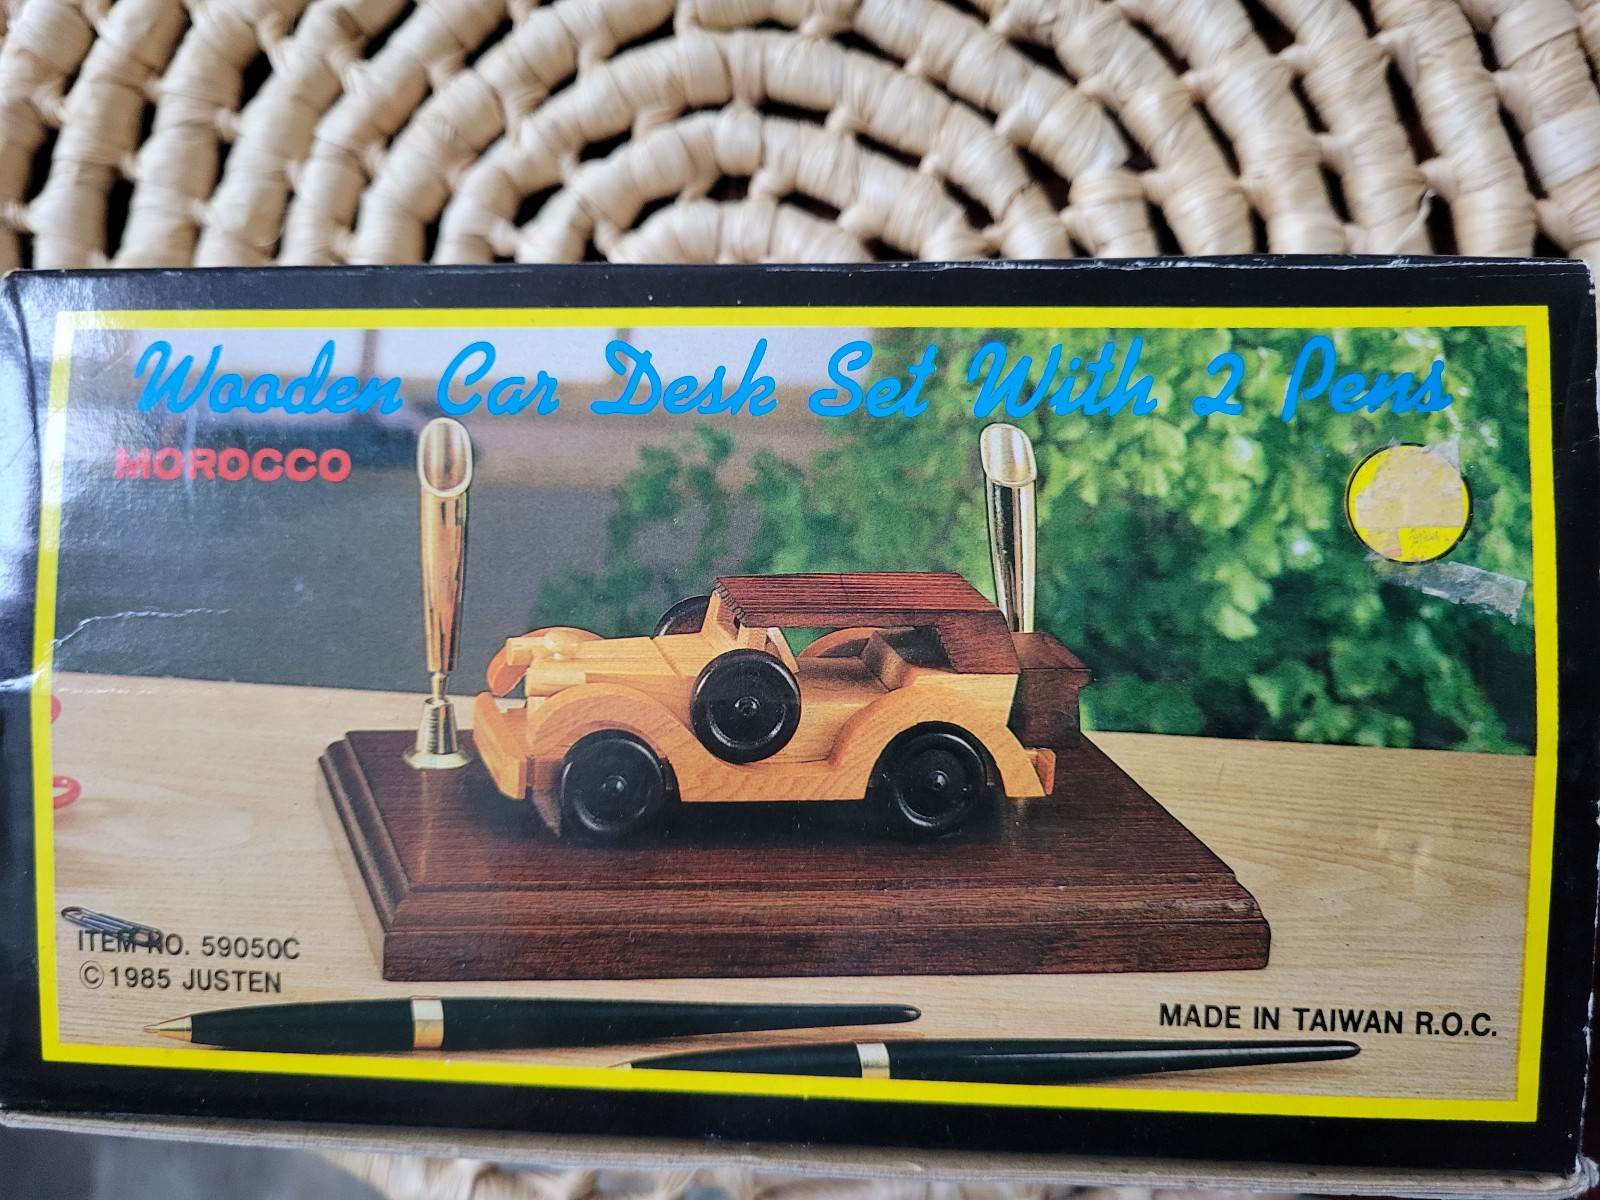 Wooden Car Desk Set With 2 Pens
MOROCCO
ITEM NO. 59050C
©1985 JUSTEN
MADE IN TAIWAN R.O.C.